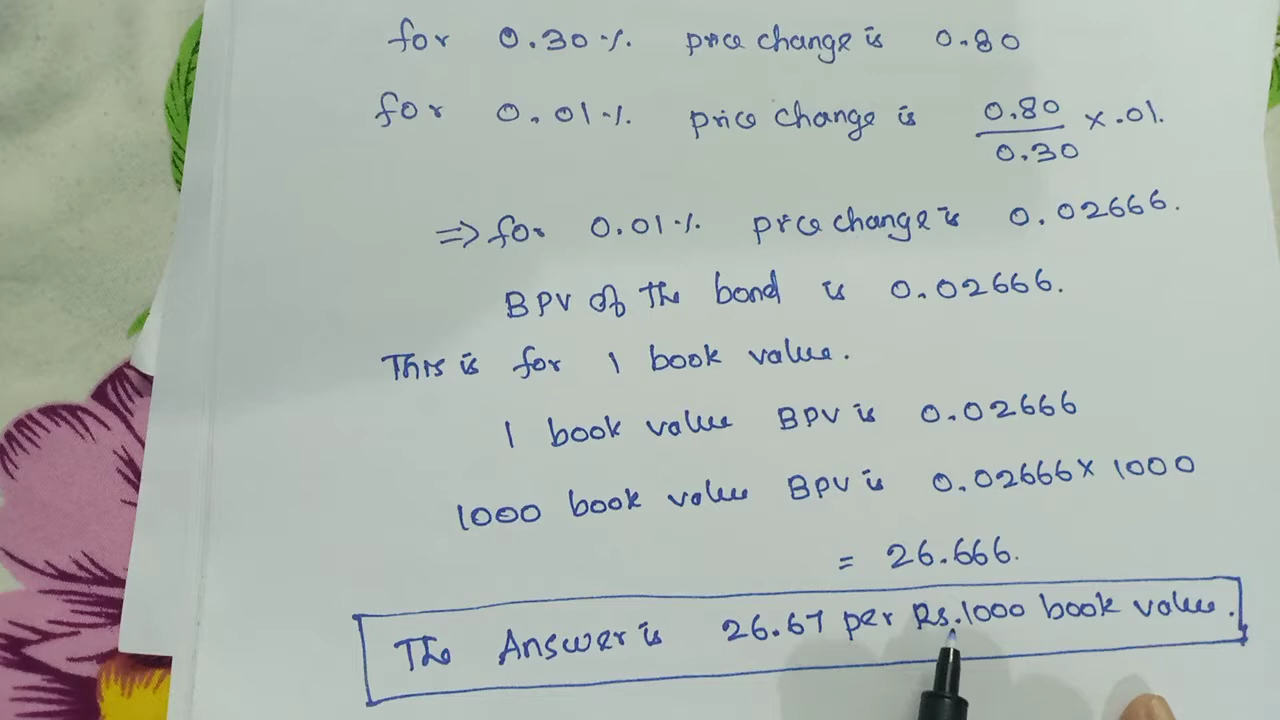 for 0.30% price change is 0.80
for 0.01% price change is 0.80/0.30 × .01.
⇒ for 0.01% price change is 0.02666.
BPV of The bond is 0.02666.
This is for 1 book value.
1 book value BPV is 0.02666
1000 book value BPV is 0.02666 × 1000
= 26.666.
The Answer is 26.67 per Rs.1000 book value.